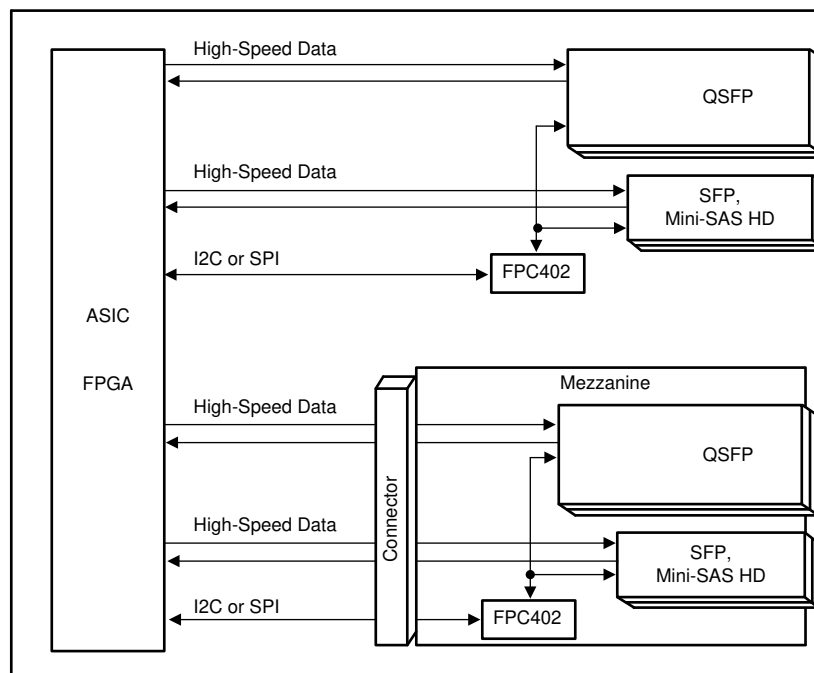 High-Speed Data
QSFP
High-Speed Data
SFP,
Mini-SAS HD
I2C or SPI
FPC402
ASIC
FPGA
Mezzanine
High-Speed Data
QSFP
Connector
High-Speed Data
SFP,
Mini-SAS HD
I2C or SPI
FPC402